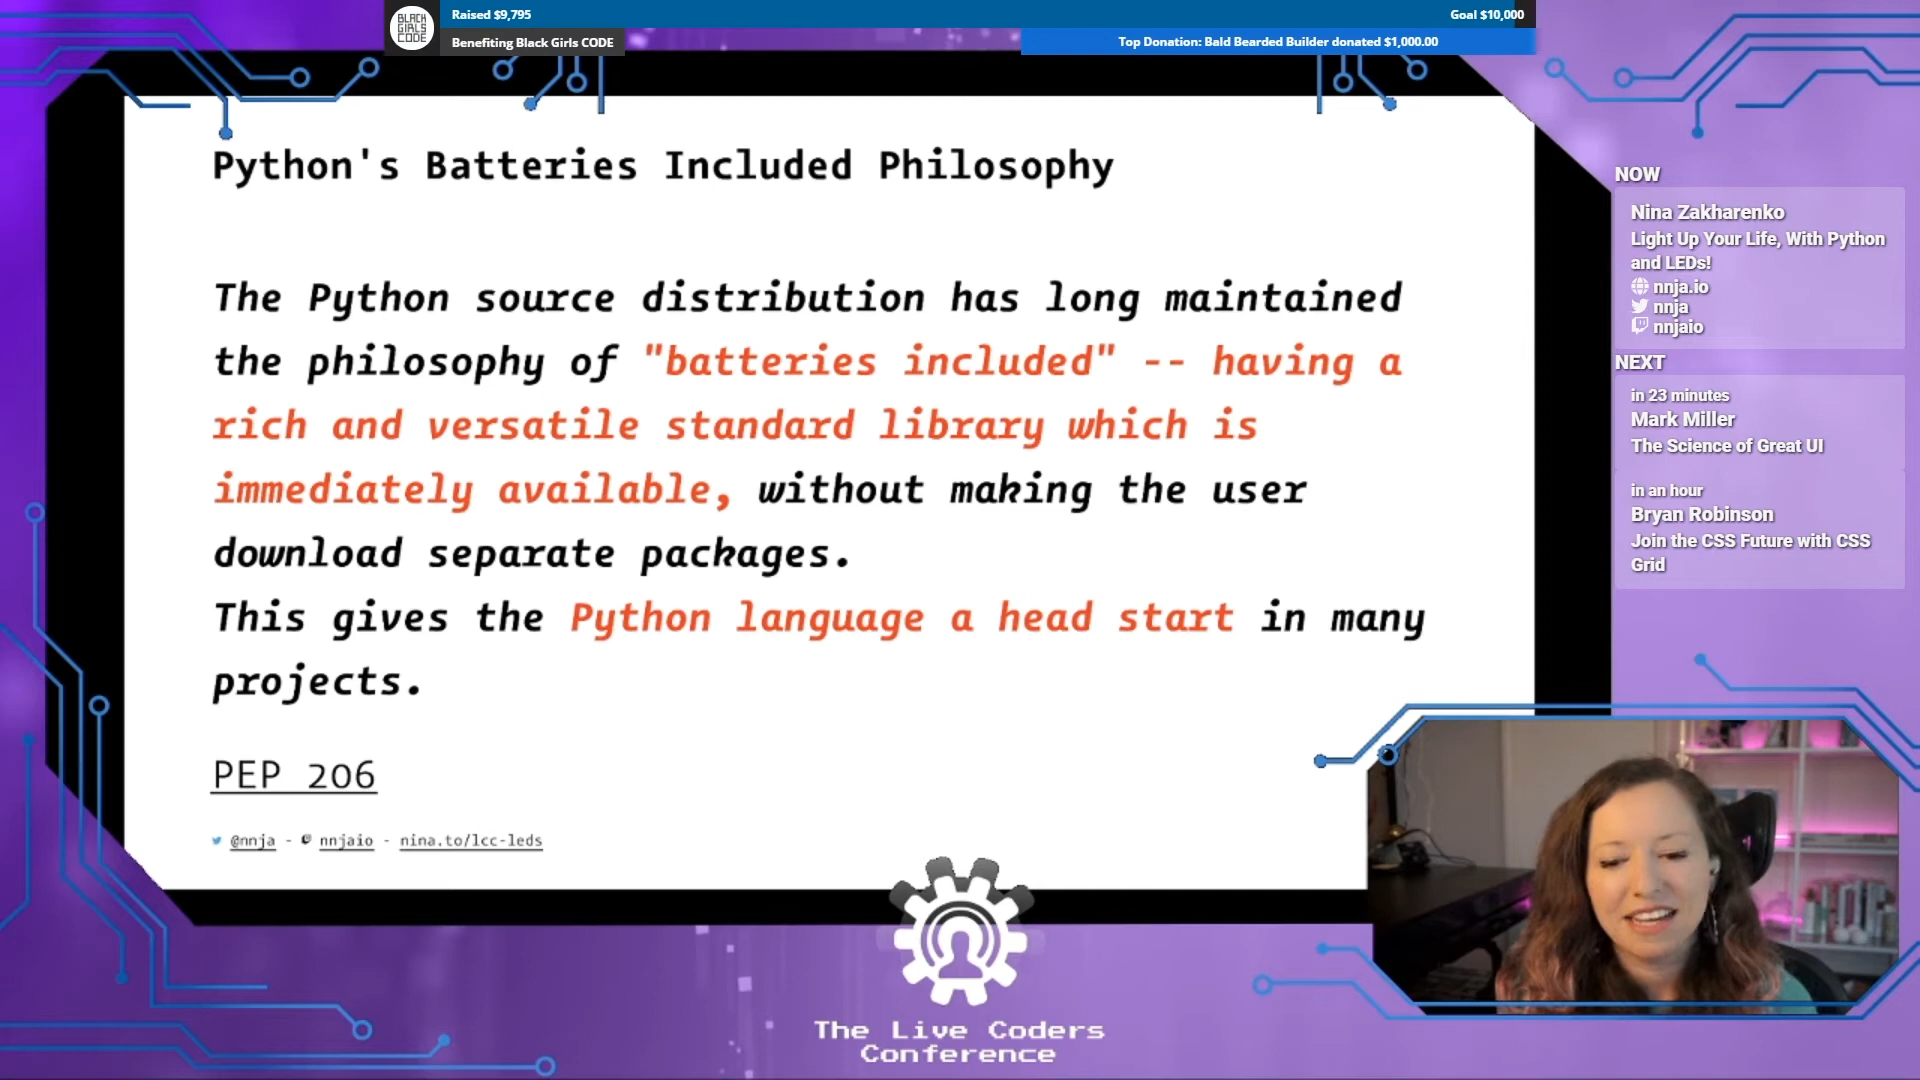 BLACK
GIRLS
CODE
Raised $9,795
Goal $10,000
Benefiting Black Girls CODE
Top Donation: Bald Bearded Builder donated $1,000.00
Python's Batteries Included Philosophy
The Python source distribution has long maintained
the philosophy of "batteries included" -- having a
rich and versatile standard library which is
immediately available, without making the user
download separate packages.
This gives the Python language a head start in many
projects.
PEP 206
@nnja - nnjaio - nina.to/lcc-leds
NOW
Nina Zakharenko
Light Up Your Life, With Python
and LEDs!
nnja.io
nnja
nnjaio
NEXT
in 23 minutes
Mark Miller
The Science of Great UI
in an hour
Bryan Robinson
Join the CSS Future with CSS
Grid
The Live Coders
Conference